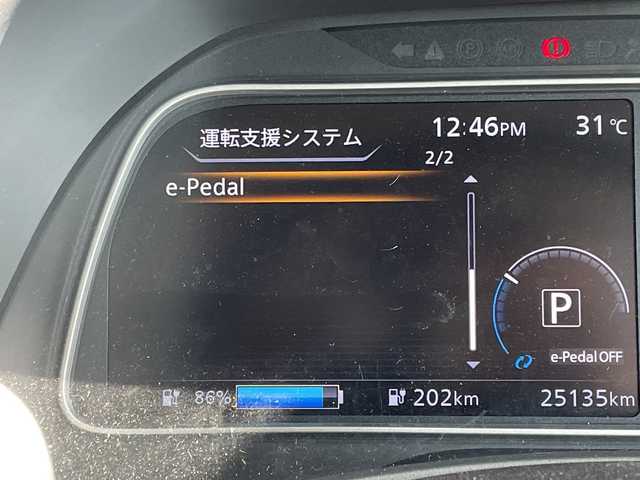 運転支援システム
12:46PM
31℃
2/2
e-Pedal
P
e-Pedal OFF
86%
202km
25135km